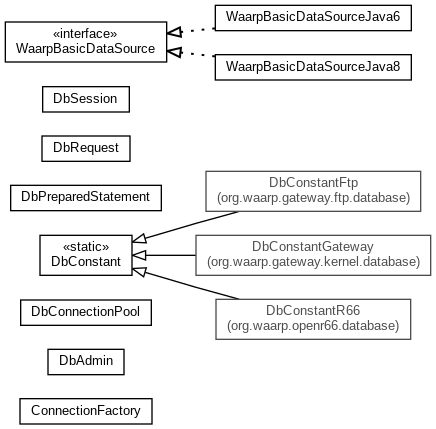 WaarpBasicDataSourceJava6
«interface»
WaarpBasicDataSource
WaarpBasicDataSourceJava8
DbSession
DbRequest
DbPreparedStatement
DbConstantFtp
(org.waarp.gateway.ftp.database)
«static»
DbConstant
DbConstantGateway
(org.waarp.gateway.kernel.database)
DbConnectionPool
DbConstantR66
(org.waarp.openr66.database)
DbAdmin
ConnectionFactory